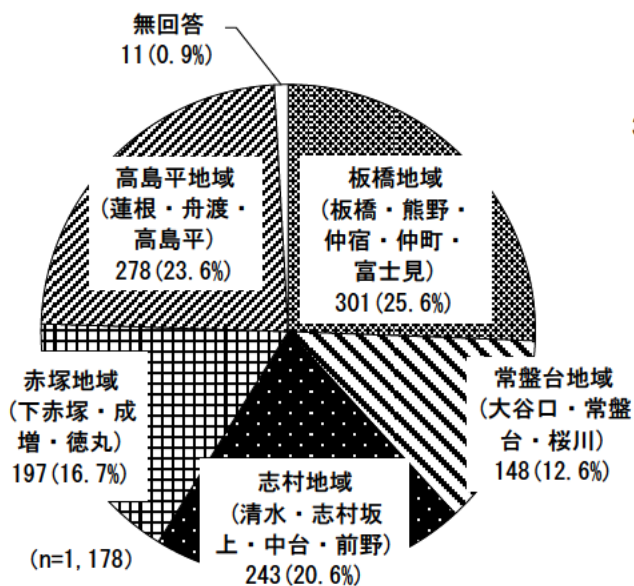 無回答
11(0.9%)
高島平地域
(蓮根・舟渡・
高島平)
278(23.6%)
板橋地域
(板橋・熊野・
仲宿・仲町・
富士見)
301(25.6%)
赤塚地域
(下赤塚・成
増・徳丸)
197(16.7%)
常盤台地域
(大谷口・常盤
台・桜川)
148(12.6%)
志村地域
(清水・志村坂
上・中台・前野)
243(20.6%)
(n=1,178)